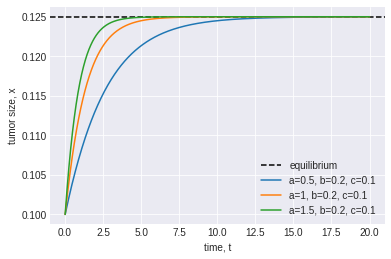 0.125
0.120
0.115
0.110
0.105
0.100
tumor size, x
equilibrium
a=0.5, b=0.2, c=0.1
a=1, b=0.2, c=0.1
a=1.5, b=0.2, c=0.1
0.0 2.5 5.0 7.5 10.0 12.5 15.0 17.5 20.0
time, t